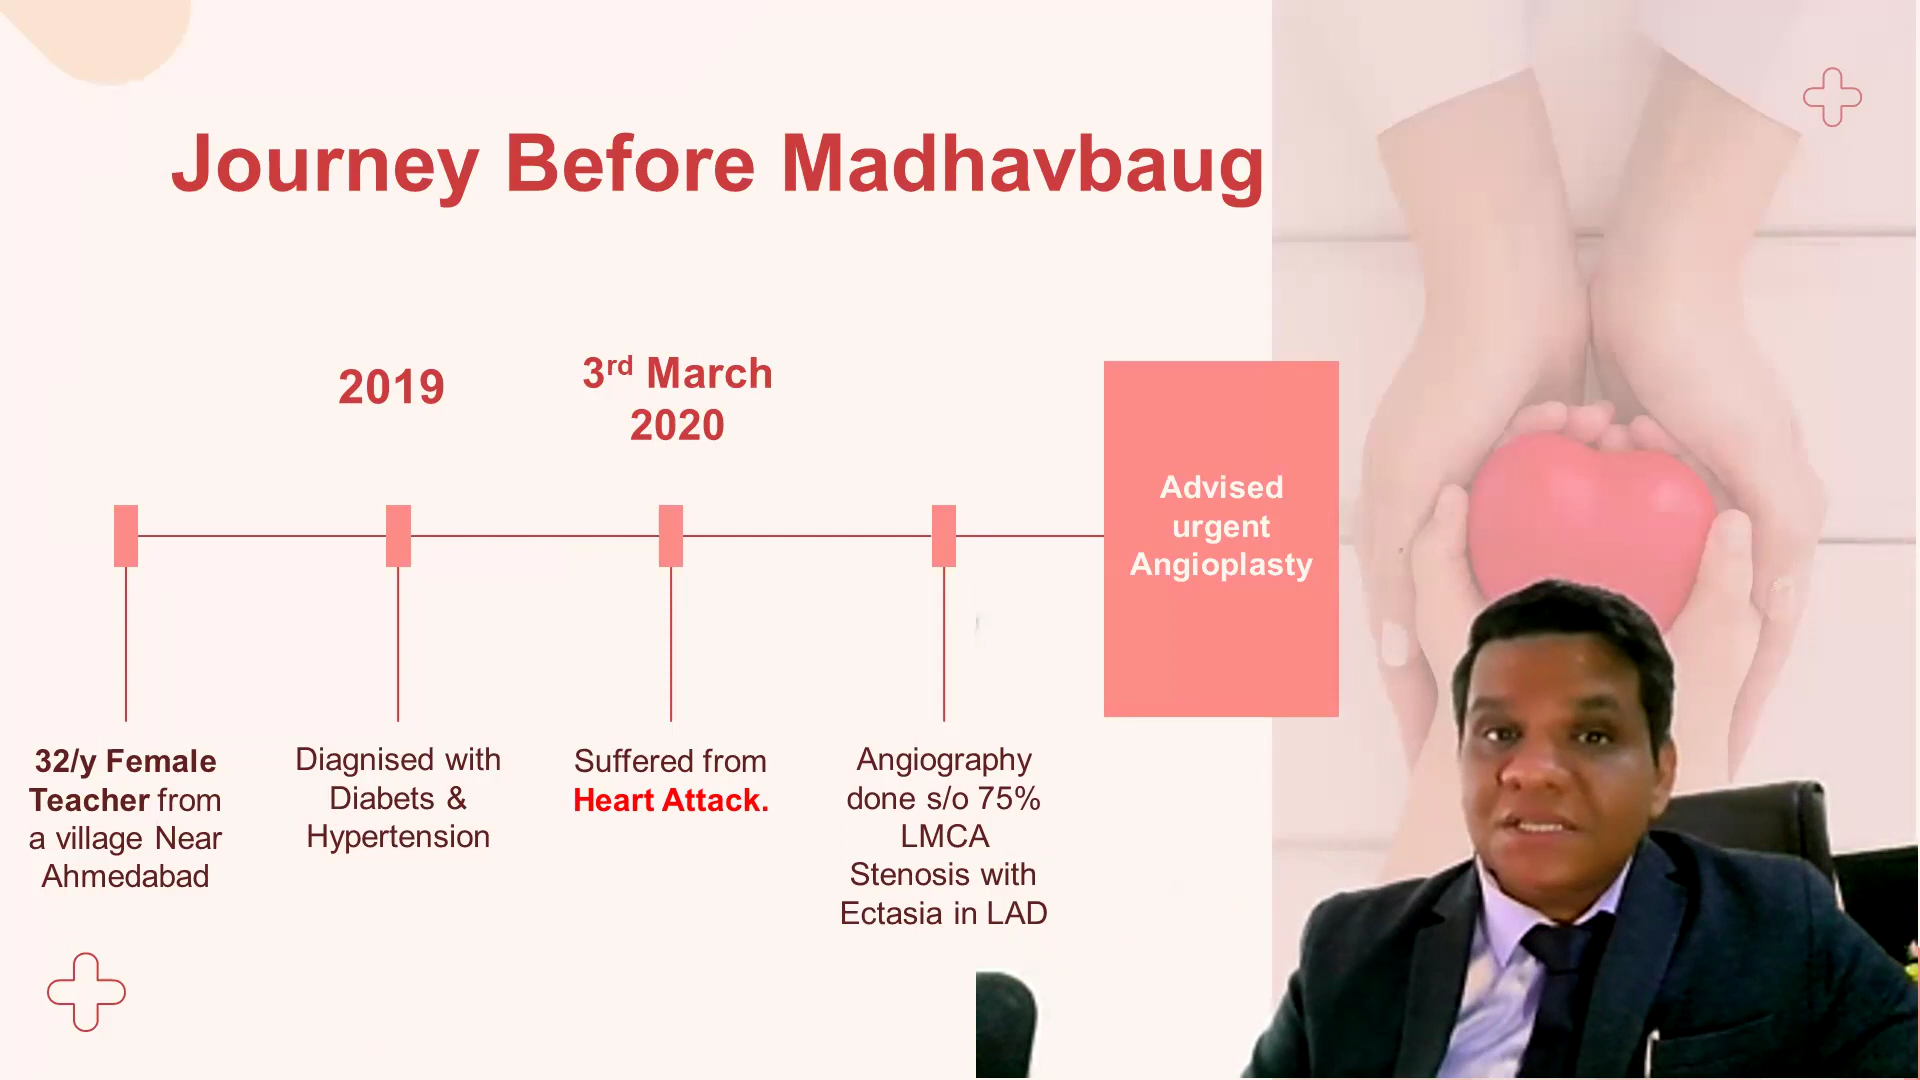 Journey Before Madhavbaug
2019
3rd March
2020
Advised
urgent
Angioplasty
32/y Female
Teacher from
a village Near
Ahmedabad
Diagnised with
Diabets &
Hypertension
Suffered from
Heart Attack.
Angiography
done s/o 75%
LMCA
Stenosis with
Ectasia in LAD